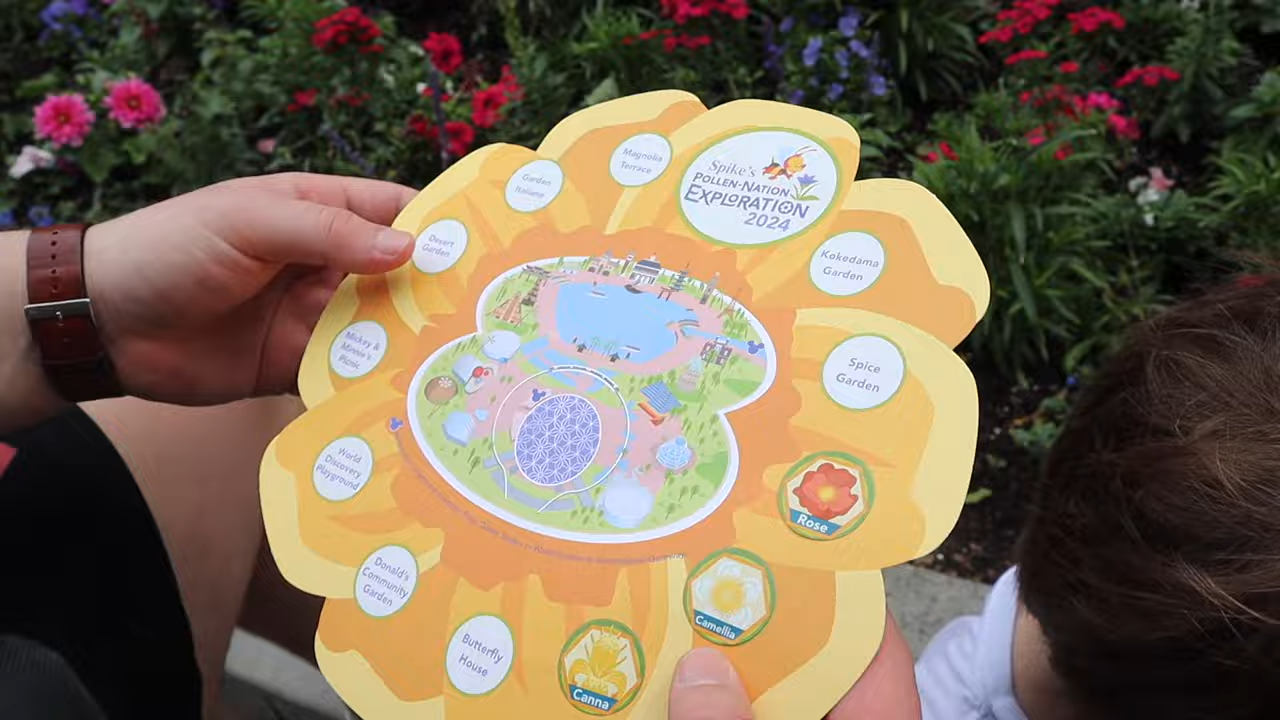 Spike's
POLLEN-NATION
EXPLORATION
2024
Magnolia
Terrace
Garden
Italiano
Desert
Garden
Mickey &
Minnie's
Picnic
World
Discovery
Playground
Donald's
Community
Garden
Butterfly
House
Canna
Camellia
Rose
Spice
Garden
Kokedama
Garden